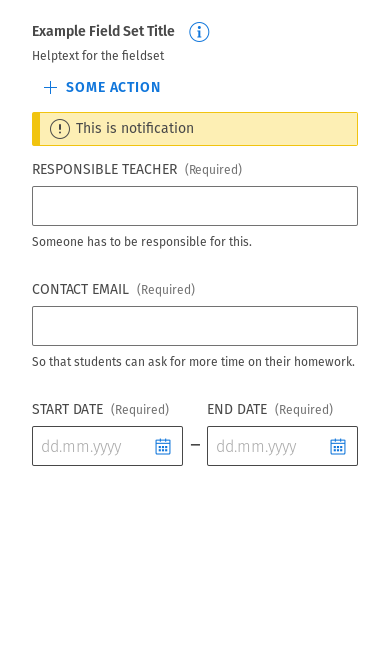 Example Field Set Title
Helptext for the fieldset
SOME ACTION
This is notification
RESPONSIBLE TEACHER (Required)
Someone has to be responsible for this.
CONTACT EMAIL (Required)
So that students can ask for more time on their homework.
START DATE (Required) END DATE (Required)
dd.mm.yyyy – dd.mm.yyyy